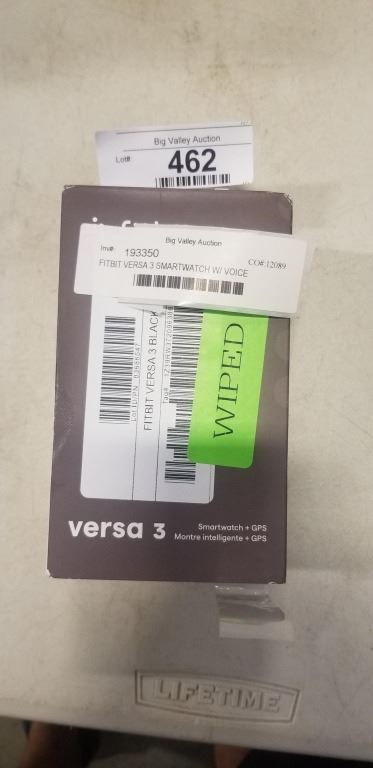 Big Valley Auction
Lot# 462
Big Valley Auction
Inv# 193350
CO# 12089
FITBIT VERSA 3 SMARTWATCH W/ VOICE
FITBIT VERSA 3 BLACK
WIPED
versa 3
Smartwatch + GPS
Montre intelligente + GPS
LIFETIME